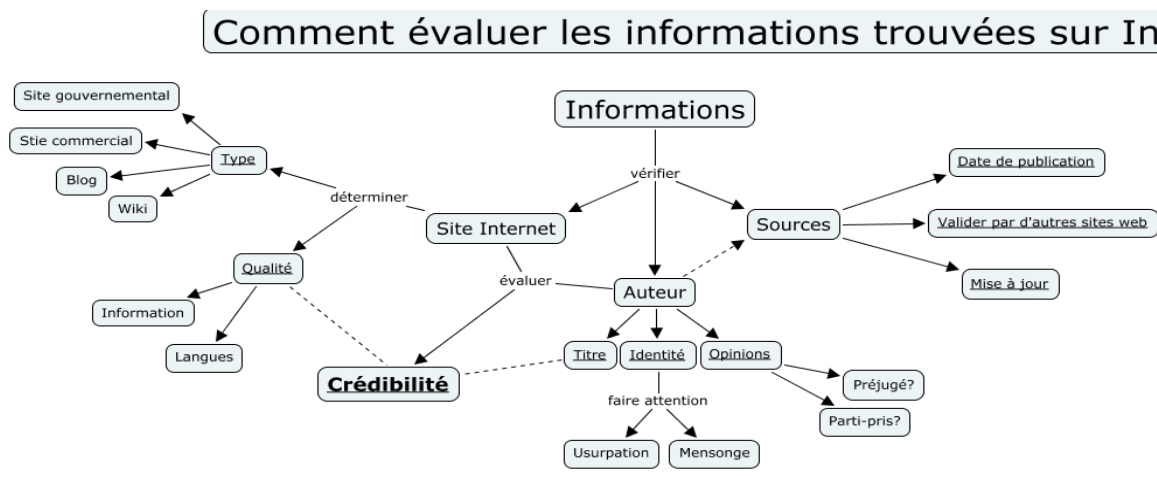 Comment évaluer les informations trouvées sur In
Site gouvernemental
Informations
Stie commercial
Type
Date de publication
vérifier
Blog
déterminer
Wiki
Site Internet
Sources
Valider par d'autres sites web
Qualité
évaluer
Auteur
Mise à jour
Information
Langues
Titre
Identité
Opinions
Crédibilité
Préjugé?
faire attention
Parti-pris?
Usurpation
Mensonge